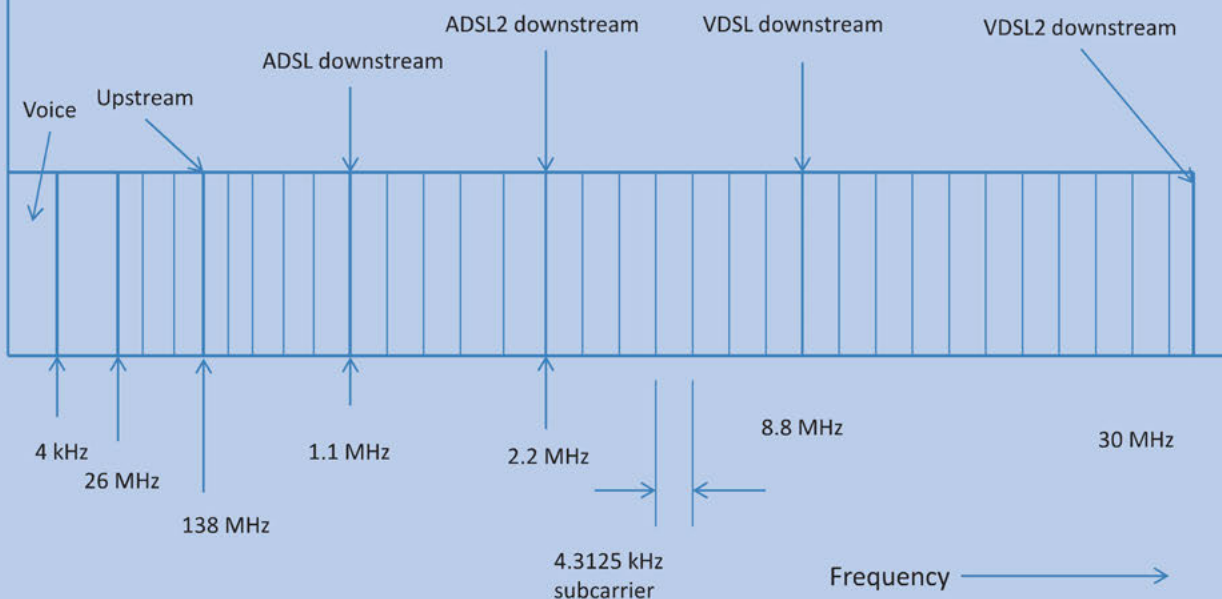 ADSL2 downstream
VDSL downstream
VDSL2 downstream
ADSL downstream
Upstream
Voice
8.8 MHz
30 MHz
4 kHz
1.1 MHz
2.2 MHz
26 MHz
138 MHz
4.3125 kHz
subcarrier
Frequency